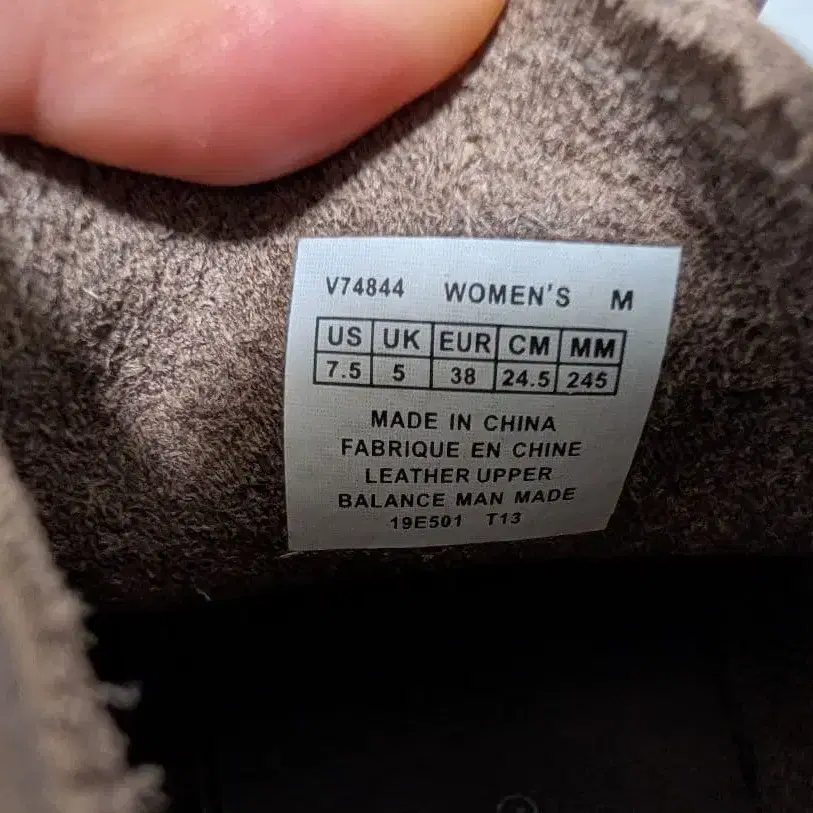 V74844 WOMEN'S M
US UK EUR CM MM
7.5 5 38 24.5 245
MADE IN CHINA
FABRIQUE EN CHINE
LEATHER UPPER
BALANCE MAN MADE
19E501 T13